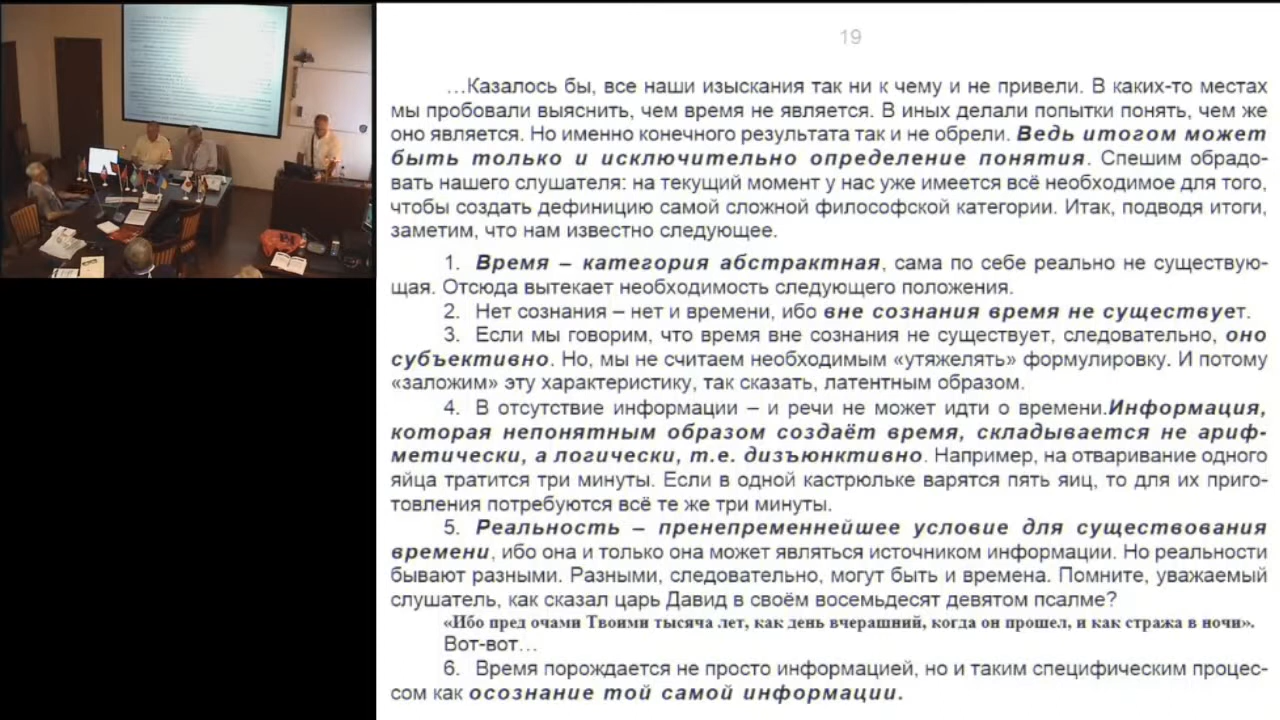 19
…Казалось бы, все наши изыскания так ни к чему и не привели. В каких-то местах
мы пробовали выяснить, чем время не является. В иных делали попытки понять, чем же
оно является. Но именно конечного результата так и не обрели. Ведь итогом может
быть только и исключительно определение понятия. Спешим обрадо-
вать нашего слушателя: на текущий момент у нас уже имеется всё необходимое для того,
чтобы создать дефиницию самой сложной философской категории. Итак, подводя итоги,
заметим, что нам известно следующее.
1. Время – категория абстрактная, сама по себе реально не существую-
щая. Отсюда вытекает необходимость следующего положения.
2. Нет сознания – нет и времени, ибо вне сознания время не существует.
3. Если мы говорим, что время вне сознания не существует, следовательно, оно
субъективно. Но, мы не считаем необходимым «утяжелять» формулировку. И потому
«заложим» эту характеристику, так сказать, латентным образом.
4. В отсутствие информации – и речи не может идти о времени.Информация,
которая непонятным образом создаёт время, складывается не ариф-
метически, а логически, т.е. дизъюнктивно. Например, на отваривание одного
яйца тратится три минуты. Если в одной кастрюльке варятся пять яиц, то для их приго-
товления потребуются всё те же три минуты.
5. Реальность – пренепременнейшее условие для существования
времени, ибо она и только она может являться источником информации. Но реальности
бывают разными. Разными, следовательно, могут быть и времена. Помните, уважаемый
слушатель, как сказал царь Давид в своём восемьдесят девятом псалме?
«Ибо пред очами Твоими тысяча лет, как день вчерашний, когда он прошел, и как стража в ночи».
Вот-вот…
6. Время порождается не просто информацией, но и таким специфическим процес-
сом как осознание той самой информации.